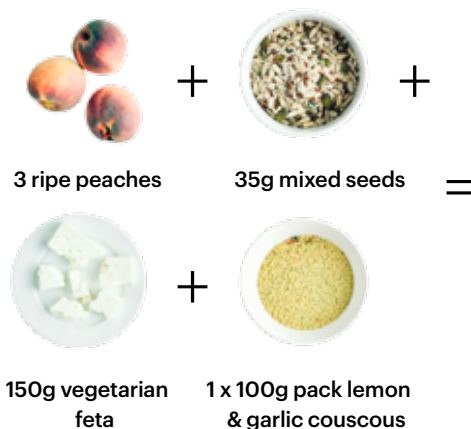 +
+
3 ripe peaches
35g mixed seeds
=
+
150g vegetarian
feta
1 x 100g pack lemon
& garlic couscous